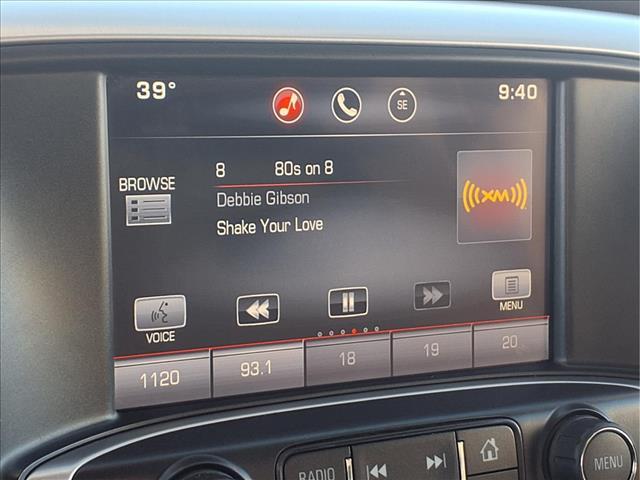 39° SE 9:40
8 80s on 8
BROWSE
Debbie Gibson
Shake Your Love
((XM))
VOICE
MENU
1120 93.1 18 19 20
RADIO
MENU